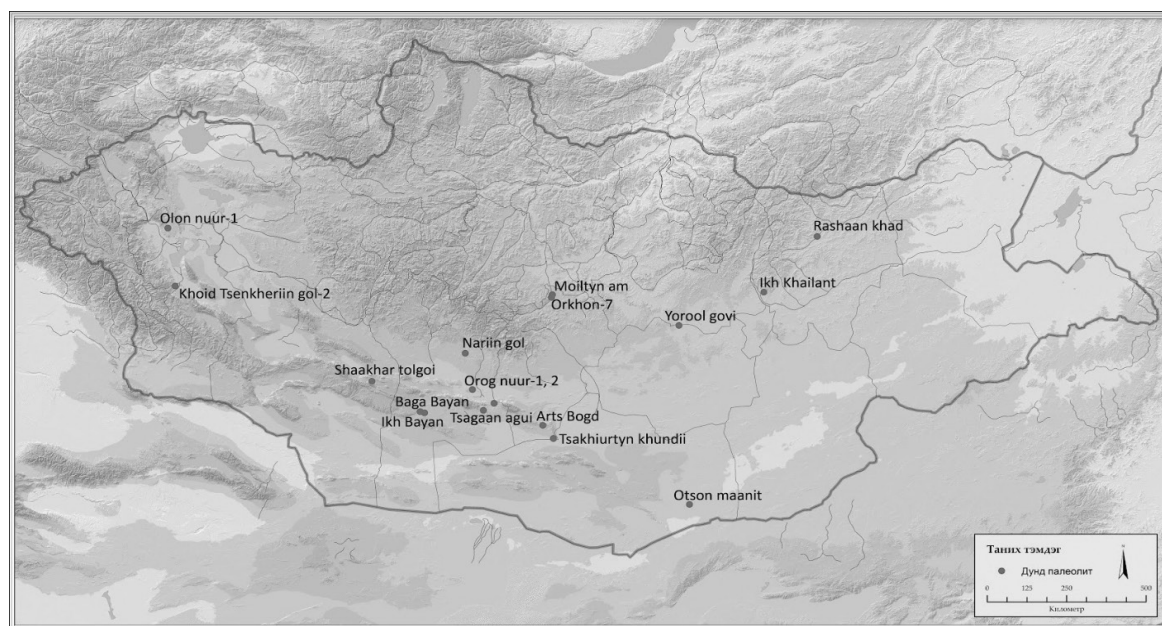 Olon nuur-1
Rashaan khad
Khoid Tsenkheriin gol-2
Moiltyn am
Orkhon-7
Ikh Khailant
Yorool govi
Nariin gol
Shaakhar tolgoi
Orog nuur-1, 2
Baga Bayan
Ikh Bayan
Tsagaan agui
Arts Bogd
Tsakhiurtyn khundii
Otson maanit
Таних тэмдэг
Дунд палеолит
N
0 125 250 500
Километр